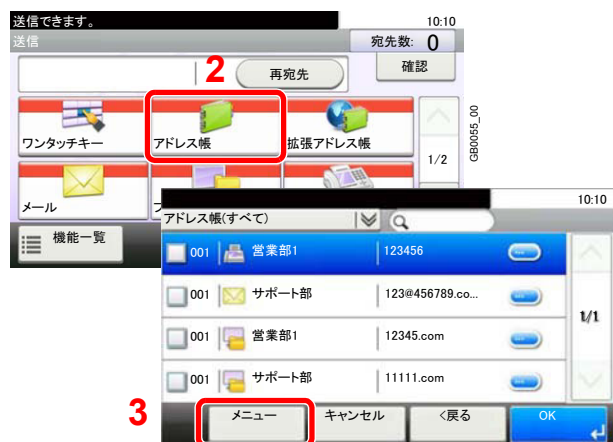 送信できます。 10:10
送信 宛先数: 0
2 再宛先 確認
ワンタッチキー アドレス帳 拡張アドレス帳
1/2
GB0055_00
メール フ
機能一覧
10:10
アドレス帳(すべて)
001 営業部1 123456
001 サポート部 123@456789.co...
1/1
001 営業部1 12345.com
001 サポート部 11111.com
3 メニュー キャンセル <戻る OK